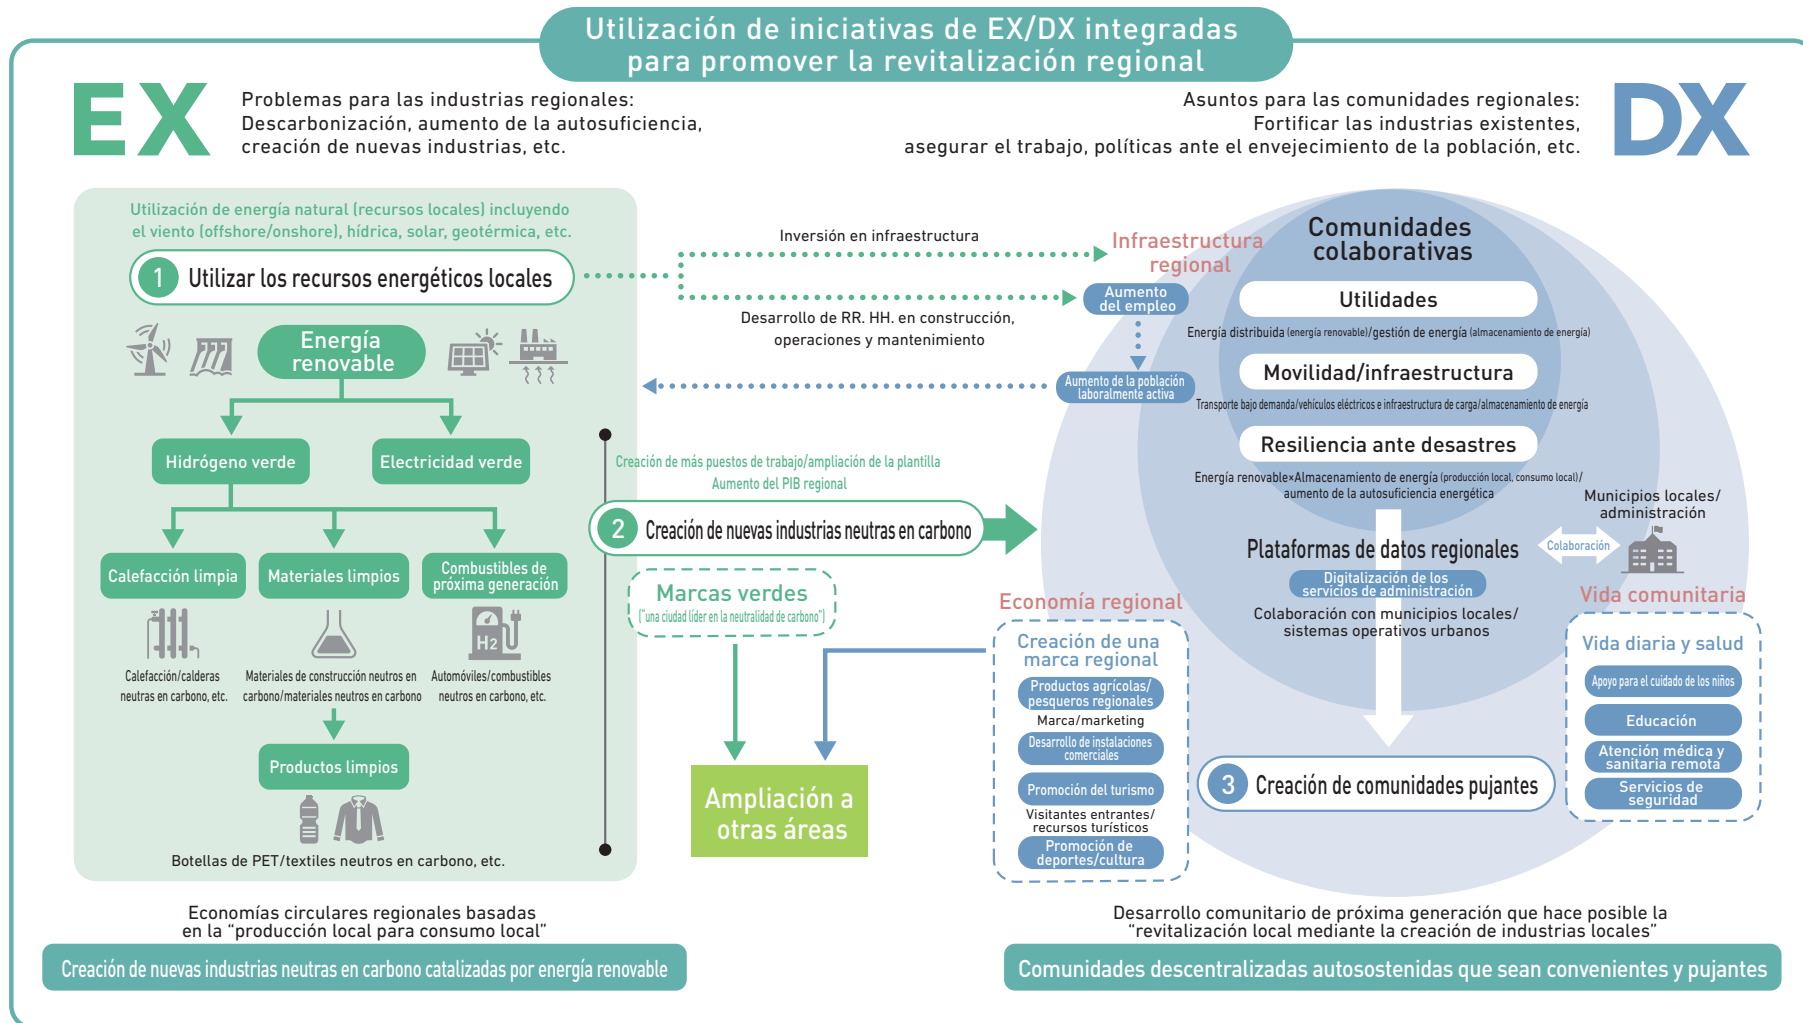 Utilización de iniciativas de EX/DX integradas
para promover la revitalización regional
EX
Problemas para las industrias regionales:
Descarbonización, aumento de la autosuficiencia,
creación de nuevas industrias, etc.
Asuntos para las comunidades regionales:
Fortificar las industrias existentes,
asegurar el trabajo, políticas ante el envejecimiento de la población, etc.
DX
Utilización de energía natural (recursos locales) incluyendo
el viento (offshore/onshore), hídrica, solar, geotérmica, etc.
1 Utilizar los recursos energéticos locales
Energía
renovable
Hidrógeno verde
Electricidad verde
Calefacción limpia
Materiales limpios
Combustibles de
próxima generación
H2
Calefacción/calderas
neutras en carbono, etc.
Materiales de construcción neutros en
carbono/materiales neutros en carbono
Automóviles/combustibles
neutros en carbono, etc.
Productos limpios
Botellas de PET/textiles neutros en carbono, etc.
Economías circulares regionales basadas
en la “producción local para consumo local”
Creación de nuevas industrias neutras en carbono catalizadas por energía renovable
Inversión en infraestructura
Desarrollo de RR. HH. en construcción,
operaciones y mantenimiento
Infraestructura
regional
Aumento
del empleo
Aumento de la población
laboralmente activa
Creación de más puestos de trabajo/ampliación de la plantilla
Aumento del PIB regional
2 Creación de nuevas industrias neutras en carbono
Marcas verdes
(“una ciudad líder en la neutralidad de carbono”)
Ampliación a
otras áreas
Economía regional
Creación de una
marca regional
Productos agrícolas/
pesqueros regionales
Marca/marketing
Desarrollo de instalaciones
comerciales
Promoción del turismo
Visitantes entrantes/
recursos turísticos
Promoción de
deportes/cultura
Comunidades
colaborativas
Utilidades
Energía distribuida (energía renovable)/gestión de energía (almacenamiento de energía)
Movilidad/infraestructura
Transporte bajo demanda/vehículos eléctricos e infraestructura de carga/almacenamiento de energía
Resiliencia ante desastres
Energía renovable×Almacenamiento de energía (producción local, consumo local)/
aumento de la autosuficiencia energética
Plataformas de datos regionales
Digitalización de los
servicios de administración
Colaboración con municipios locales/
sistemas operativos urbanos
Colaboración
Municipios locales/
administración
3 Creación de comunidades pujantes
Vida comunitaria
Vida diaria y salud
Apoyo para el cuidado de los niños
Educación
Atención médica y
sanitaria remota
Servicios de
seguridad
Desarrollo comunitario de próxima generación que hace posible la
“revitalización local mediante la creación de industrias locales”
Comunidades descentralizadas autosostenidas que sean convenientes y pujantes